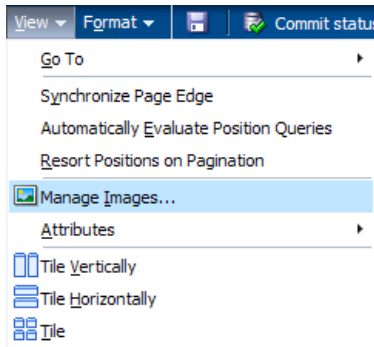 View Format Commit status
Go To
Synchronize Page Edge
Automatically Evaluate Position Queries
Resort Positions on Pagination
Manage Images...
Attributes
Tile Vertically
Tile Horizontally
Tile